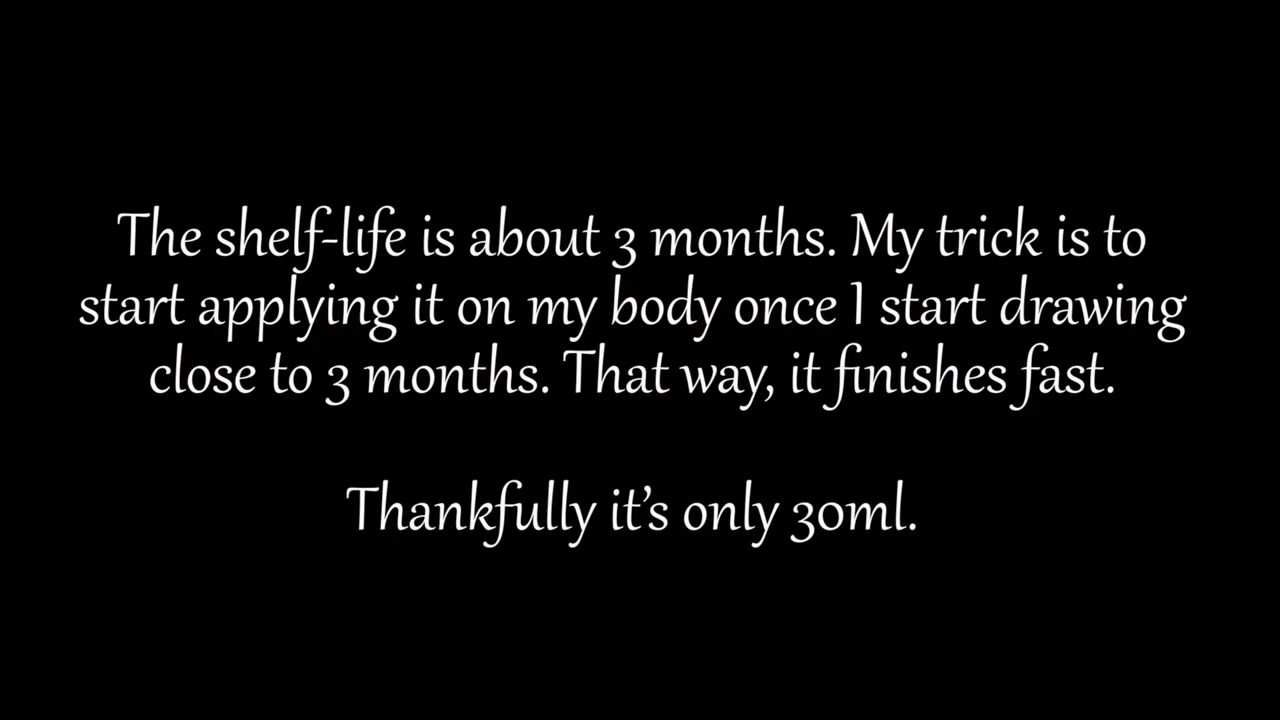 The shelf-life is about 3 months. My trick is to
start applying it on my body once I start drawing
close to 3 months. That way, it finishes fast.
Thankfully it's only 30ml.